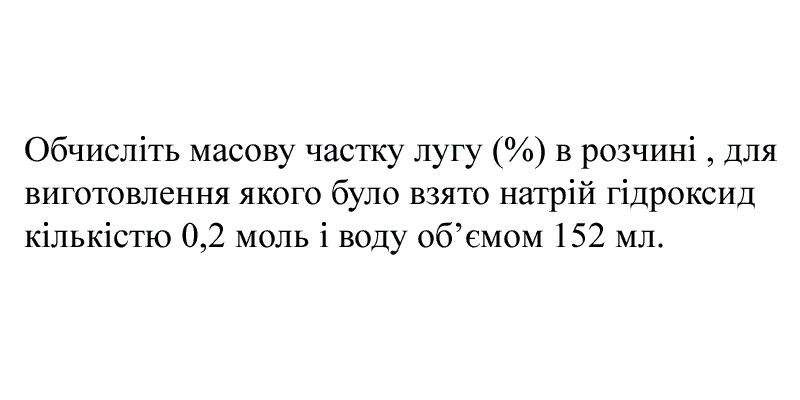 Обчисліть масову частку лугу (%) в розчині , для
виготовлення якого було взято натрій гідроксид
кількістю 0,2 моль і воду об’ємом 152 мл.